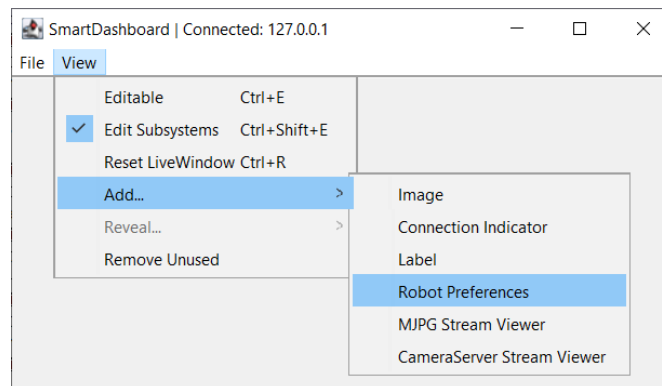 SmartDashboard | Connected: 127.0.0.1
File View
Editable Ctrl+E
Edit Subsystems Ctrl+Shift+E
Reset LiveWindow Ctrl+R
Add... >
Reveal... >
Remove Unused
Image
Connection Indicator
Label
Robot Preferences
MJPG Stream Viewer
CameraServer Stream Viewer